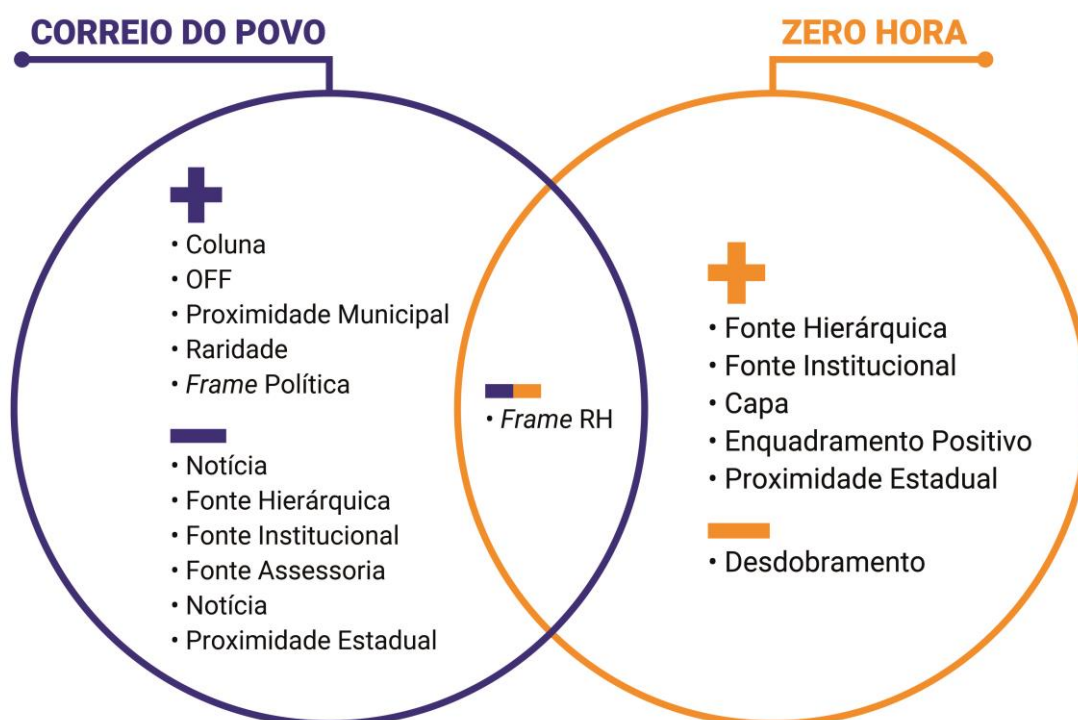 CORREIO DO POVO
• Coluna
• OFF
• Proximidade Municipal
• Raridade
• Frame Política
• Notícia
• Fonte Hierárquica
• Fonte Institucional
• Fonte Assessoria
• Notícia
• Proximidade Estadual
• Frame RH
ZERO HORA
• Fonte Hierárquica
• Fonte Institucional
• Capa
• Enquadramento Positivo
• Proximidade Estadual
• Desdobramento